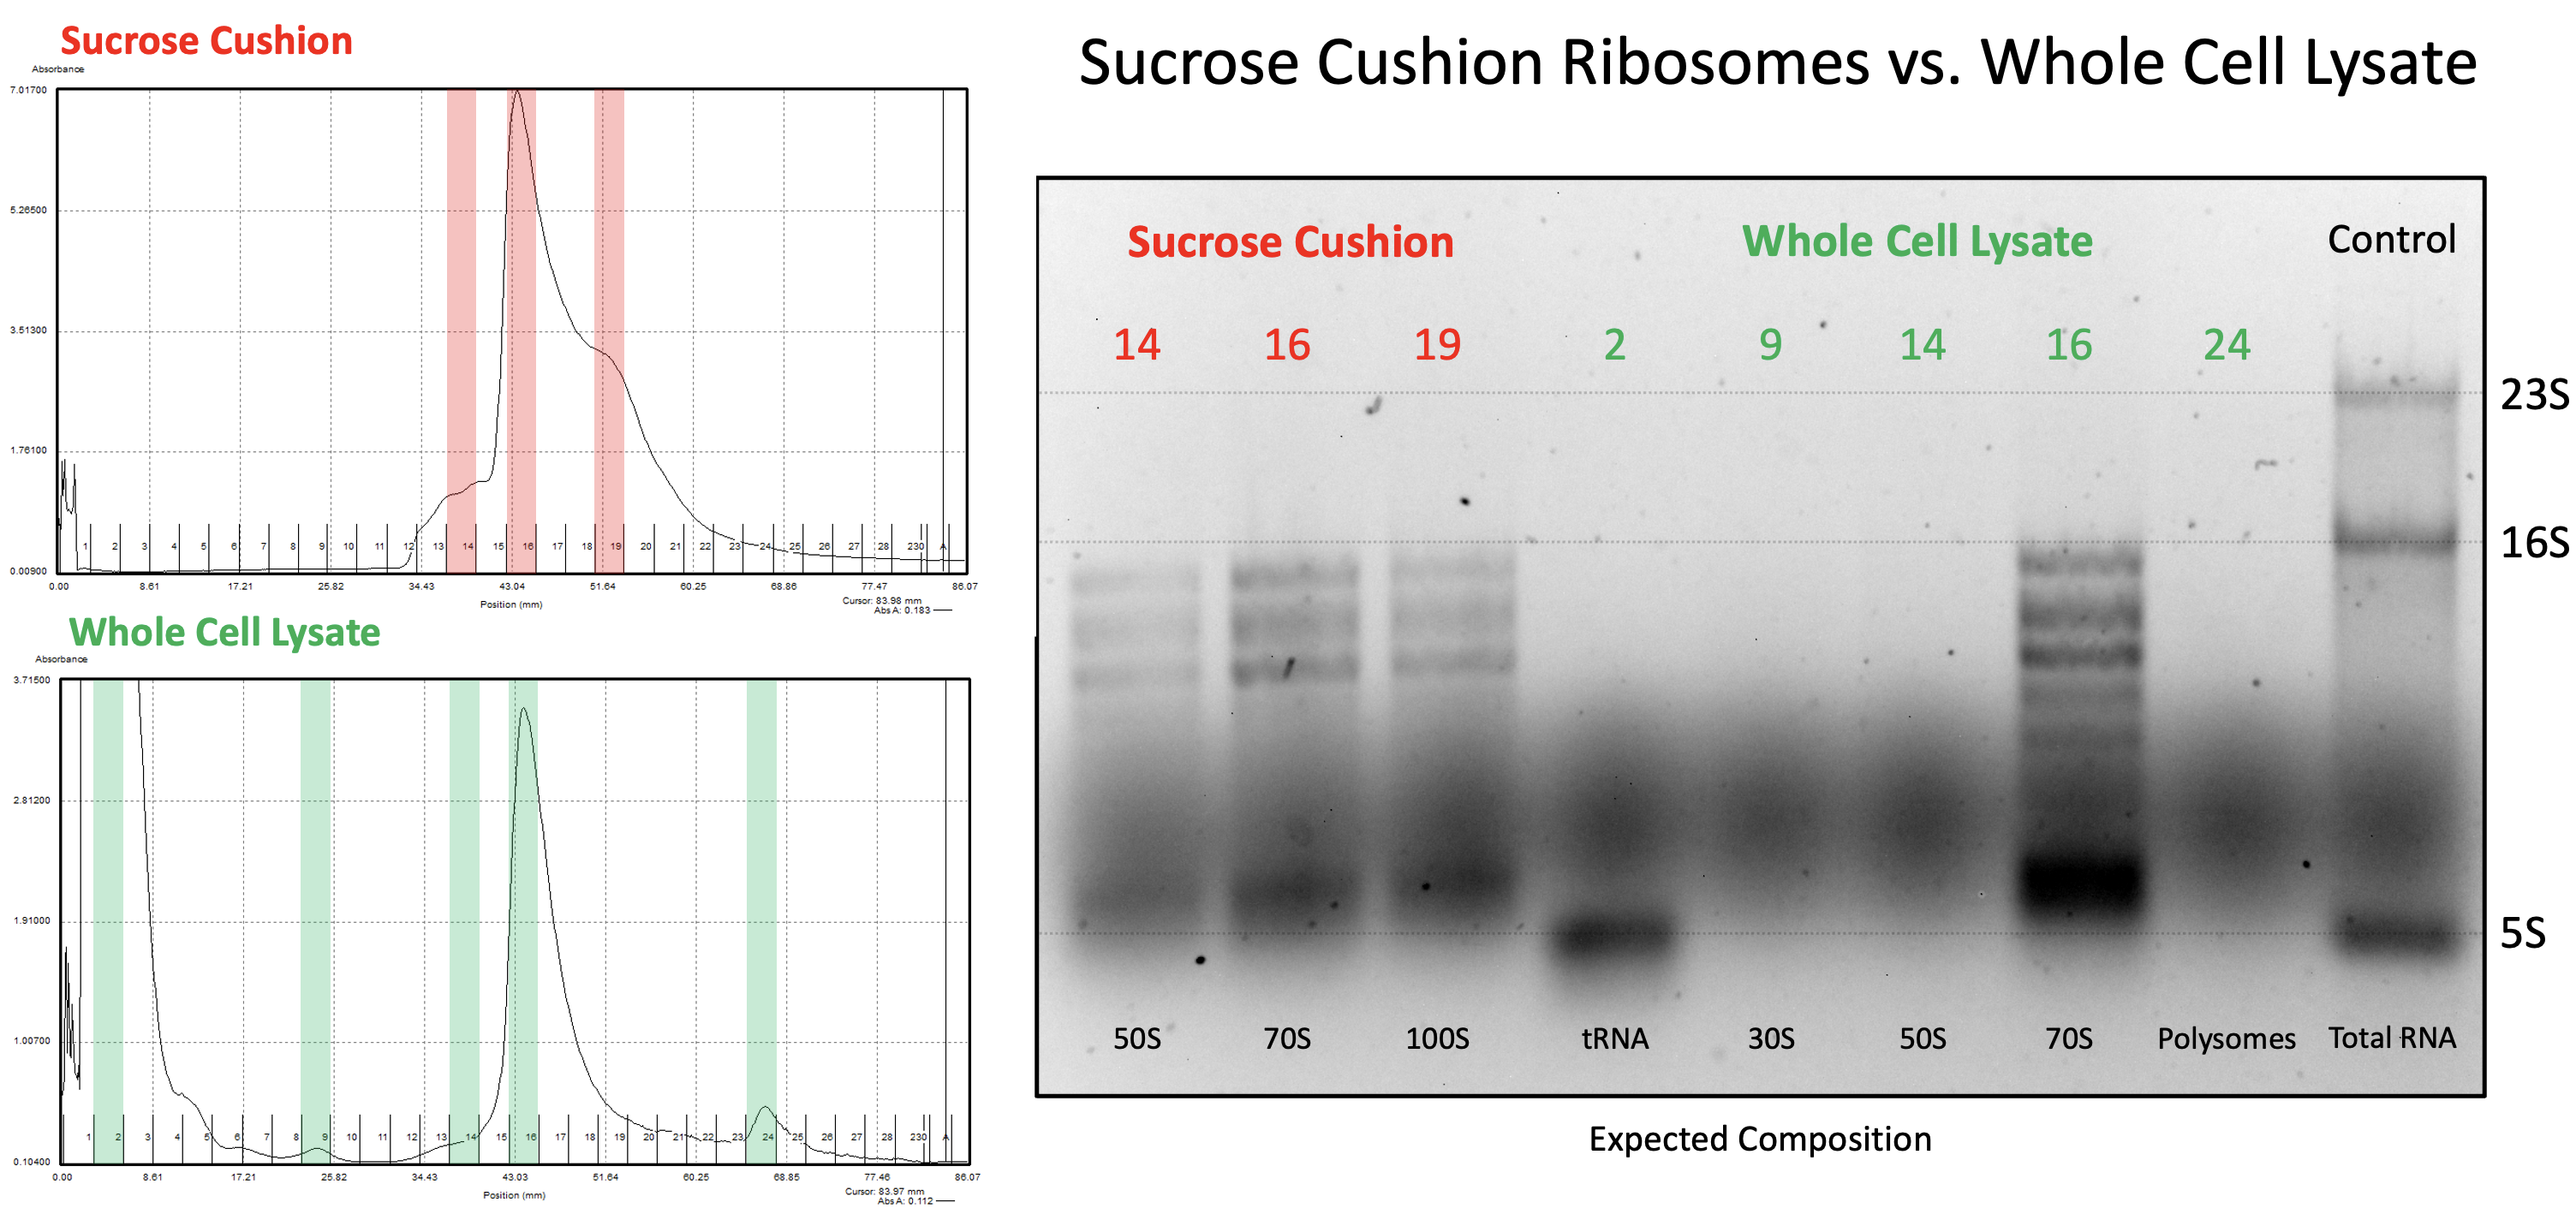 Sucrose Cushion Ribosomes vs. Whole Cell Lysate
Sucrose Cushion
Absorbance
7.01700
5.26500
3.51300
1.76100
0.00900
1 2 3 4 5 6 7 8 9 10 11 12 13 14 15 16 17 18 19 20 21 22 23 24 25 26 27 28 230 A
0.00 8.61 17.21 25.82 34.43 43.04 51.64 60.25 68.86 77.47 86.07
Position (mm)
Cursor: 83.98 mm
Abs A: 0.183
Whole Cell Lysate
Absorbance
3.71500
2.81200
1.91000
1.00700
0.10400
1 2 3 4 5 6 7 8 9 10 11 12 13 14 15 16 17 18 19 20 21 22 23 24 25 26 27 28 230 A
0.00 8.61 17.21 25.82 34.43 43.03 51.64 60.25 68.85 77.46 86.07
Position (mm)
Cursor: 83.97 mm
Abs A: 0.112
Sucrose Cushion Whole Cell Lysate Control
14 16 19 2 9 14 16 24
23S
16S
5S
50S 70S 100S tRNA 30S 50S 70S Polysomes Total RNA
Expected Composition